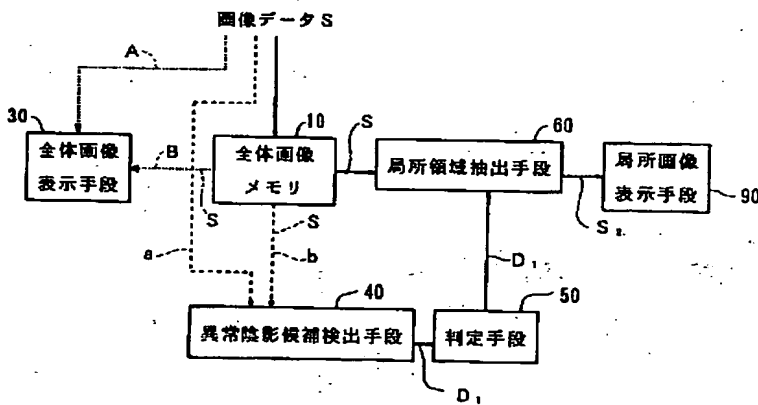 画像データS
A
30
10
60
全体画像
表示手段
B
S
全体画像
メモリ
S
局所領域抽出手段
局所画像
表示手段
90
S₂
S
a
b
D₁
40
50
異常陰影候補検出手段
判定手段
D₁